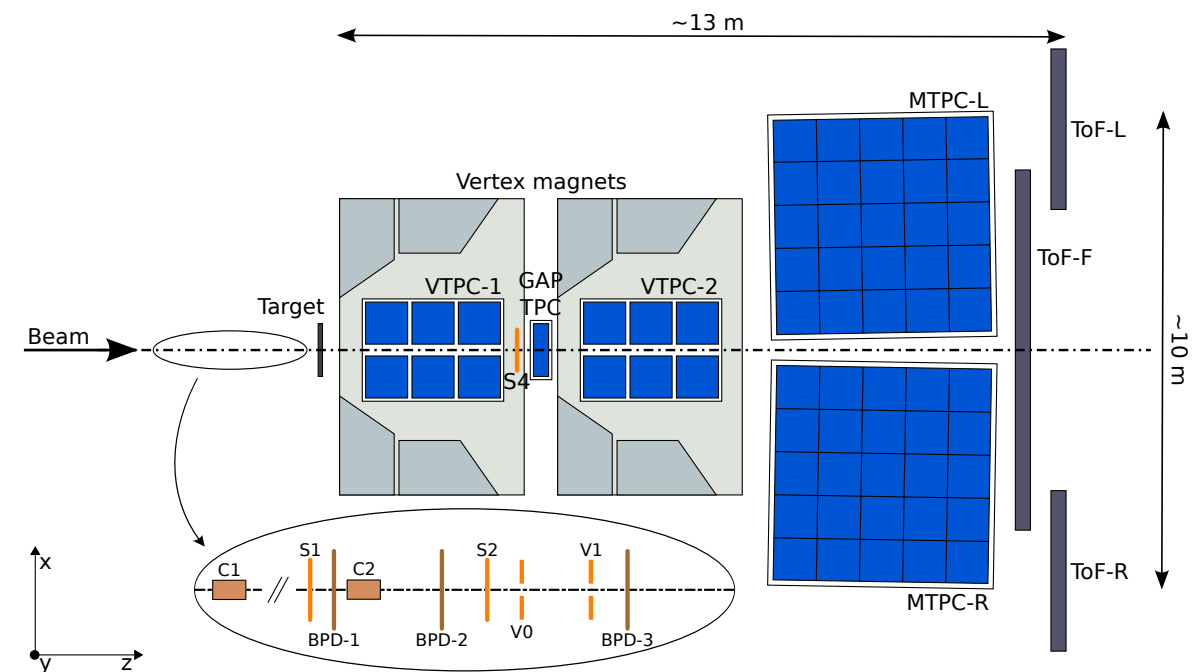 ~13 m
MTPC-L
ToF-L
Vertex magnets
ToF-F
GAP
TPC
VTPC-1
VTPC-2
Target
Beam
S4
~10 m
S1
S2
V1
C1
C2
x
ToF-R
MTPC-R
V0
BPD-1
BPD-2
BPD-3
y
z